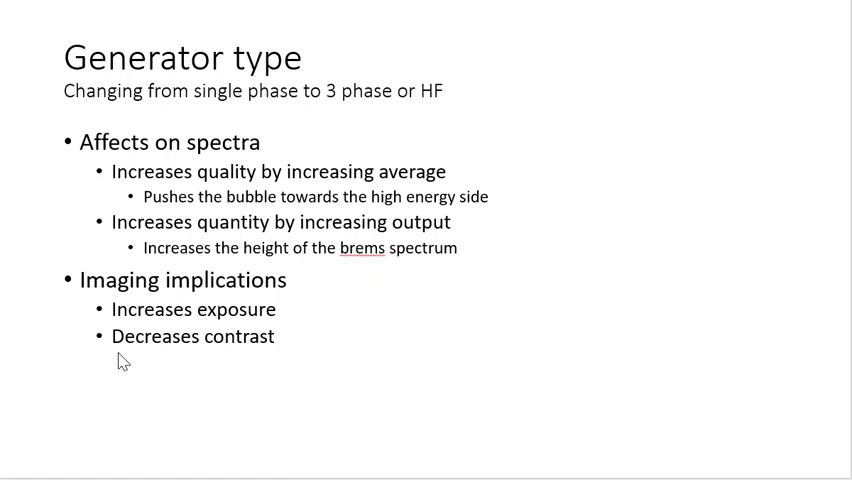 Generator type
Changing from single phase to 3 phase or HF
• Affects on spectra
• Increases quality by increasing average
• Pushes the bubble towards the high energy side
• Increases quantity by increasing output
• Increases the height of the brems spectrum
• Imaging implications
• Increases exposure
• Decreases contrast